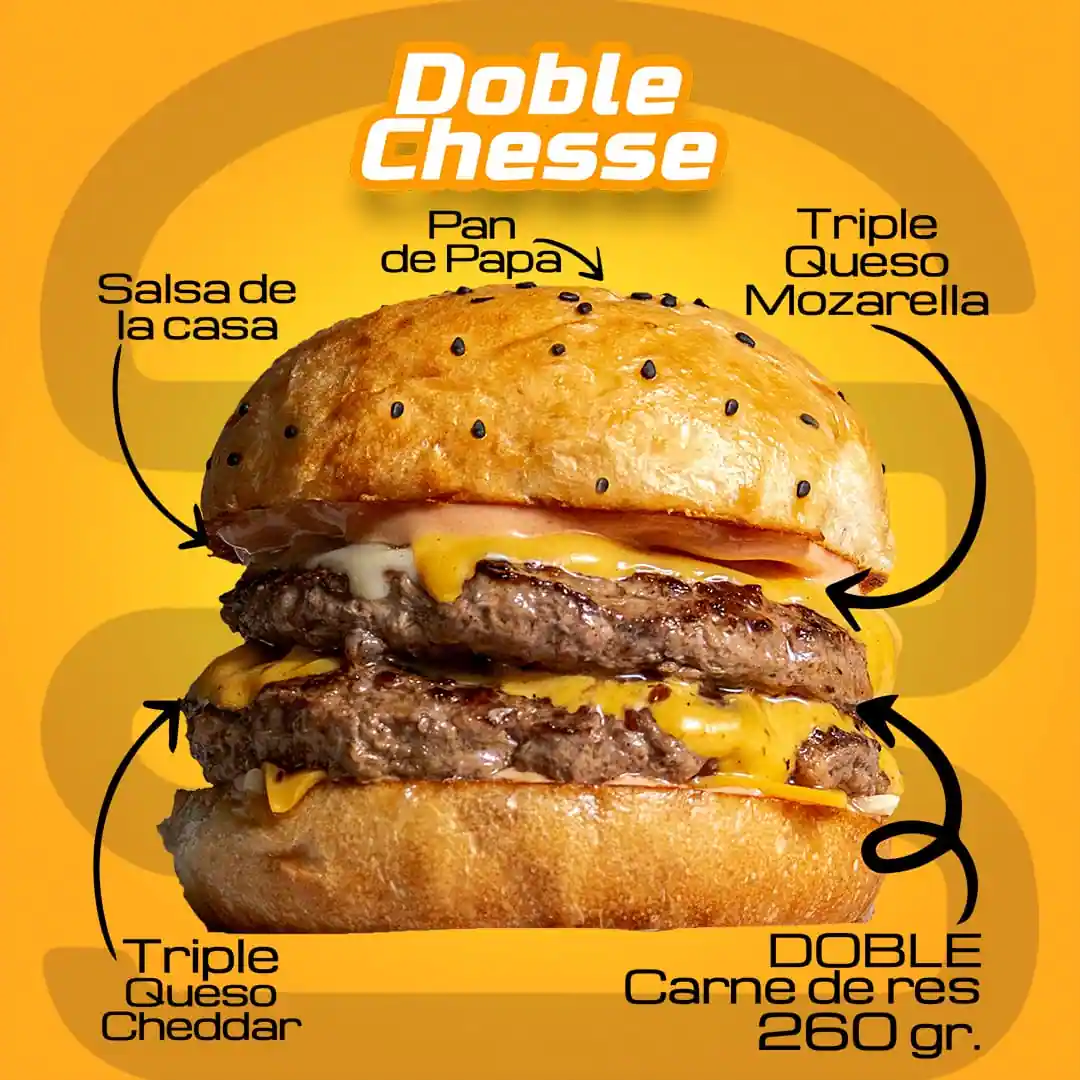 Doble
Chesse
Pan
de Papa
Triple
Queso
Mozarella
Salsa de
la casa
Triple
Queso
Cheddar
DOBLE
Carne de res
260 gr.